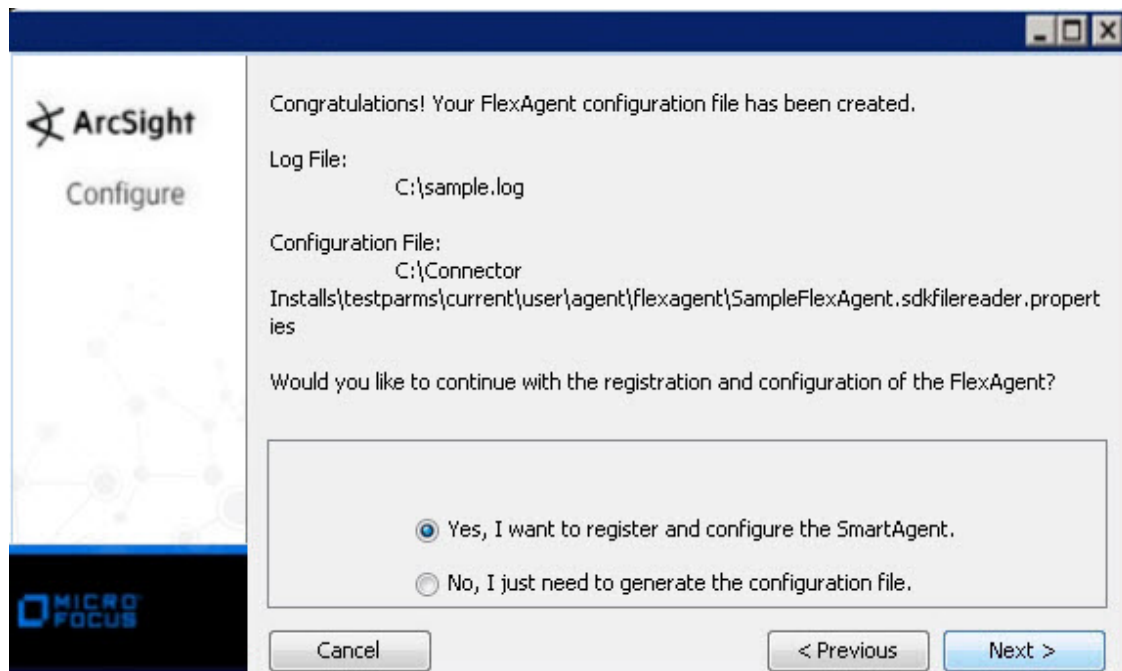 ArcSight
Configure
MICRO
FOCUS
Congratulations! Your FlexAgent configuration file has been created.
Log File:
C:\sample.log
Configuration File:
C:\Connector
Installs\testparms\current\user\agent\flexagent\SampleFlexAgent.sdkfilereader.propert
ies
Would you like to continue with the registration and configuration of the FlexAgent?
Yes, I want to register and configure the SmartAgent.
No, I just need to generate the configuration file.
Cancel
< Previous
Next >